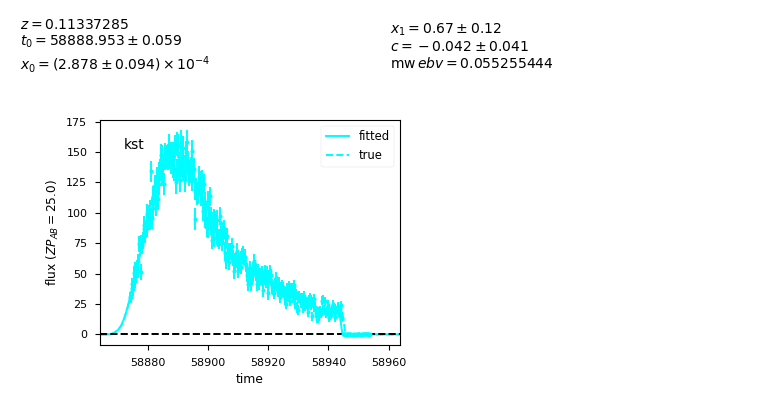 z = 0.11337285
t₀ = 58888.953 ± 0.059
x₀ = (2.878 ± 0.094) × 10⁻⁴
x₁ = 0.67 ± 0.12
c = −0.042 ± 0.041
mw ebv = 0.055255444
kst
fitted
true
175
150
125
100
75
50
25
0
flux (ZP_AB = 25.0)
58880 58900 58920 58940 58960
time